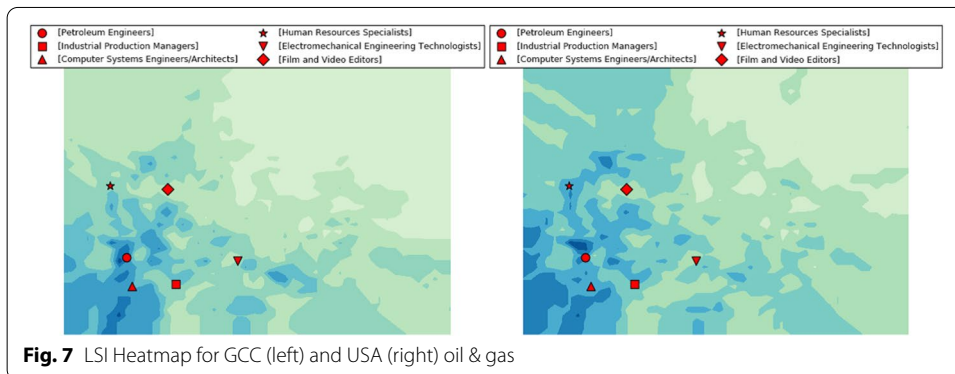 [Petroleum Engineers] [Human Resources Specialists]
[Industrial Production Managers] [Electromechanical Engineering Technologists]
[Computer Systems Engineers/Architects] [Film and Video Editors]
[Petroleum Engineers] [Human Resources Specialists]
[Industrial Production Managers] [Electromechanical Engineering Technologists]
[Computer Systems Engineers/Architects] [Film and Video Editors]
Fig. 7 LSI Heatmap for GCC (left) and USA (right) oil & gas